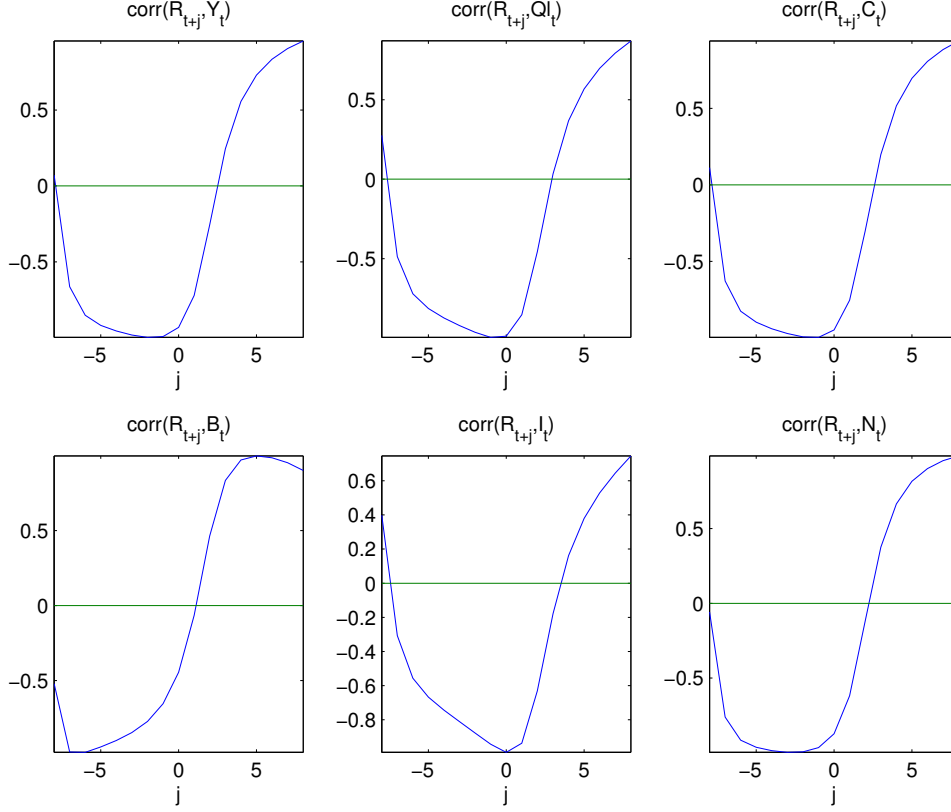 corr(R_{t+j},Y_t)
0.5
0
−0.5
−5 0 5
j
corr(R_{t+j},Ql_t)
0.5
0
−0.5
−5 0 5
j
corr(R_{t+j},C_t)
0.5
0
−0.5
−5 0 5
j
corr(R_{t+j},B_t)
0.5
0
−0.5
−5 0 5
j
corr(R_{t+j},I_t)
0.6
0.4
0.2
0
−0.2
−0.4
−0.6
−0.8
−5 0 5
j
corr(R_{t+j},N_t)
0.5
0
−0.5
−5 0 5
j